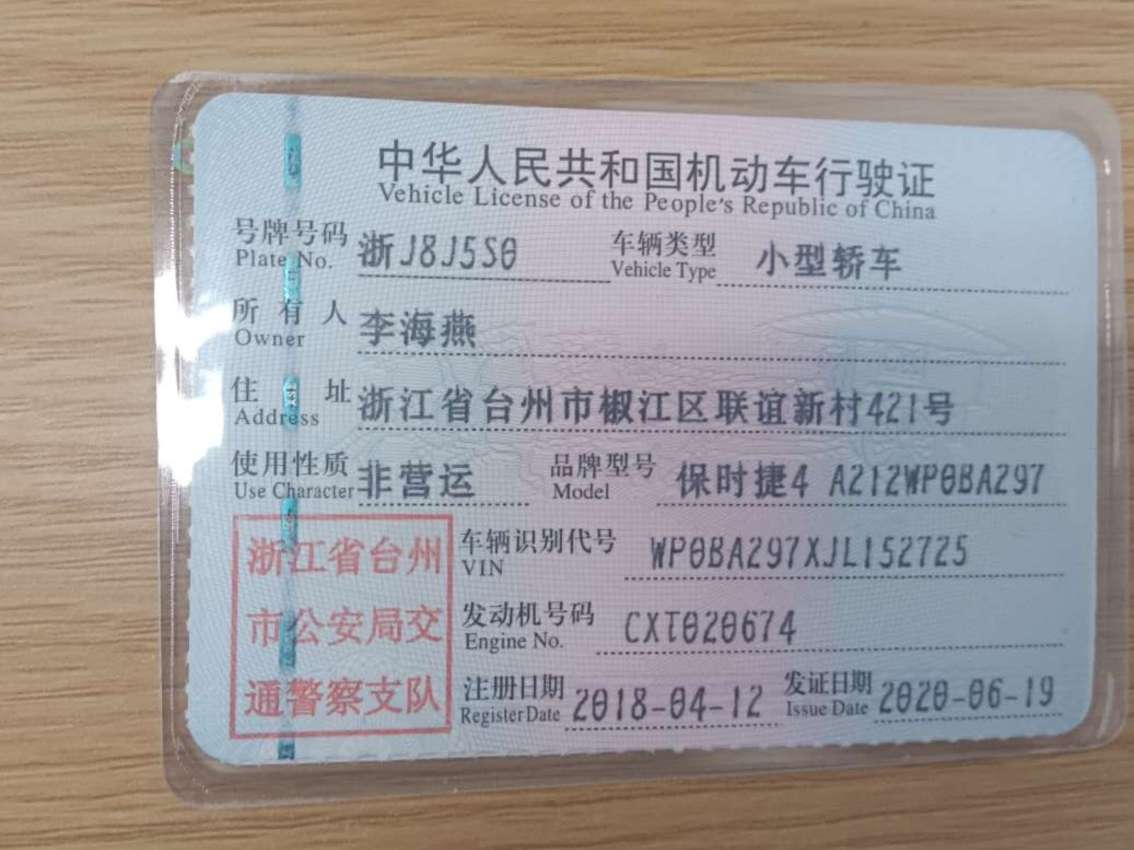 中华人民共和国机动车行驶证
Vehicle License of the People's Republic of China
号牌号码 浙J8J5S0 车辆类型 小型轿车
Plate No. Vehicle Type
所有人 李海燕
Owner
住址 浙江省台州市椒江区联谊新村421号
Address
使用性质 非营运 品牌型号 保时捷4 A212WP0BA297
Use Character Model
浙江省台州 车辆识别代号 WP0BA297XJL152725
VIN
市公安局交 发动机号码 CXT020674
Engine No.
通警察支队 注册日期 2018-04-12 发证日期 2020-06-19
Register Date Issue Date